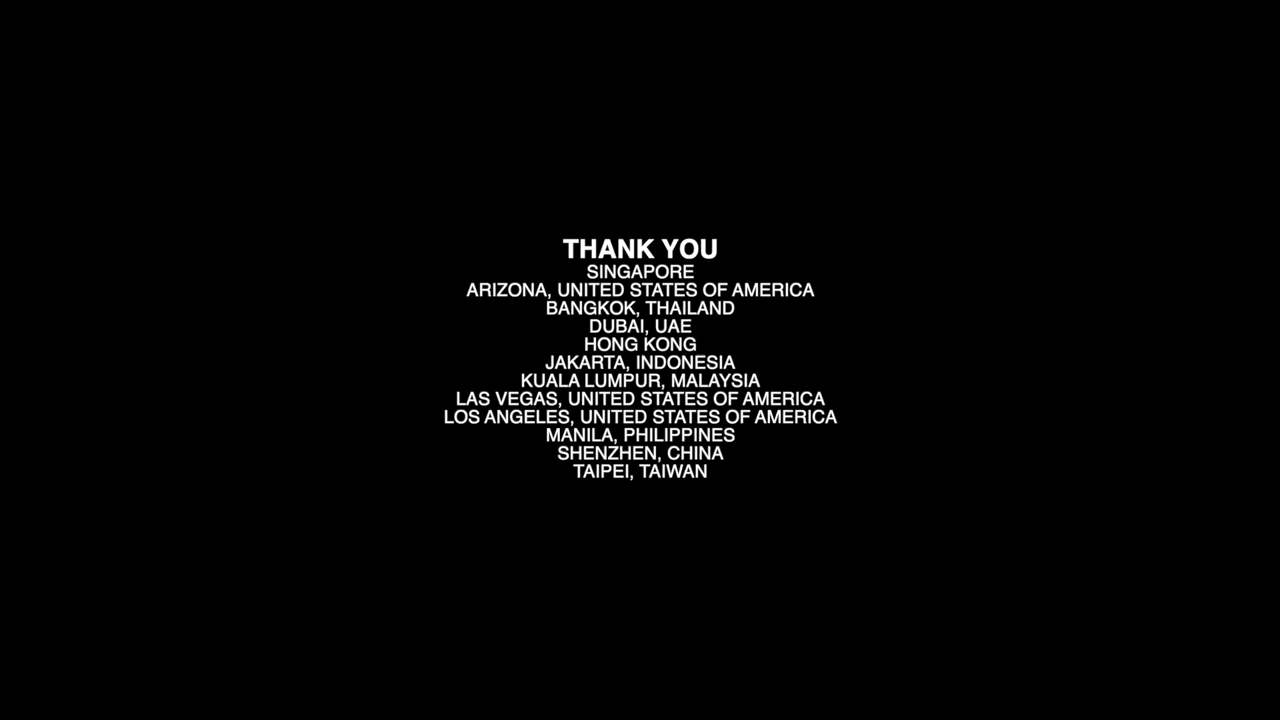 THANK YOU
SINGAPORE
ARIZONA, UNITED STATES OF AMERICA
BANGKOK, THAILAND
DUBAI, UAE
HONG KONG
JAKARTA, INDONESIA
KUALA LUMPUR, MALAYSIA
LAS VEGAS, UNITED STATES OF AMERICA
LOS ANGELES, UNITED STATES OF AMERICA
MANILA, PHILIPPINES
SHENZHEN, CHINA
TAIPEI, TAIWAN